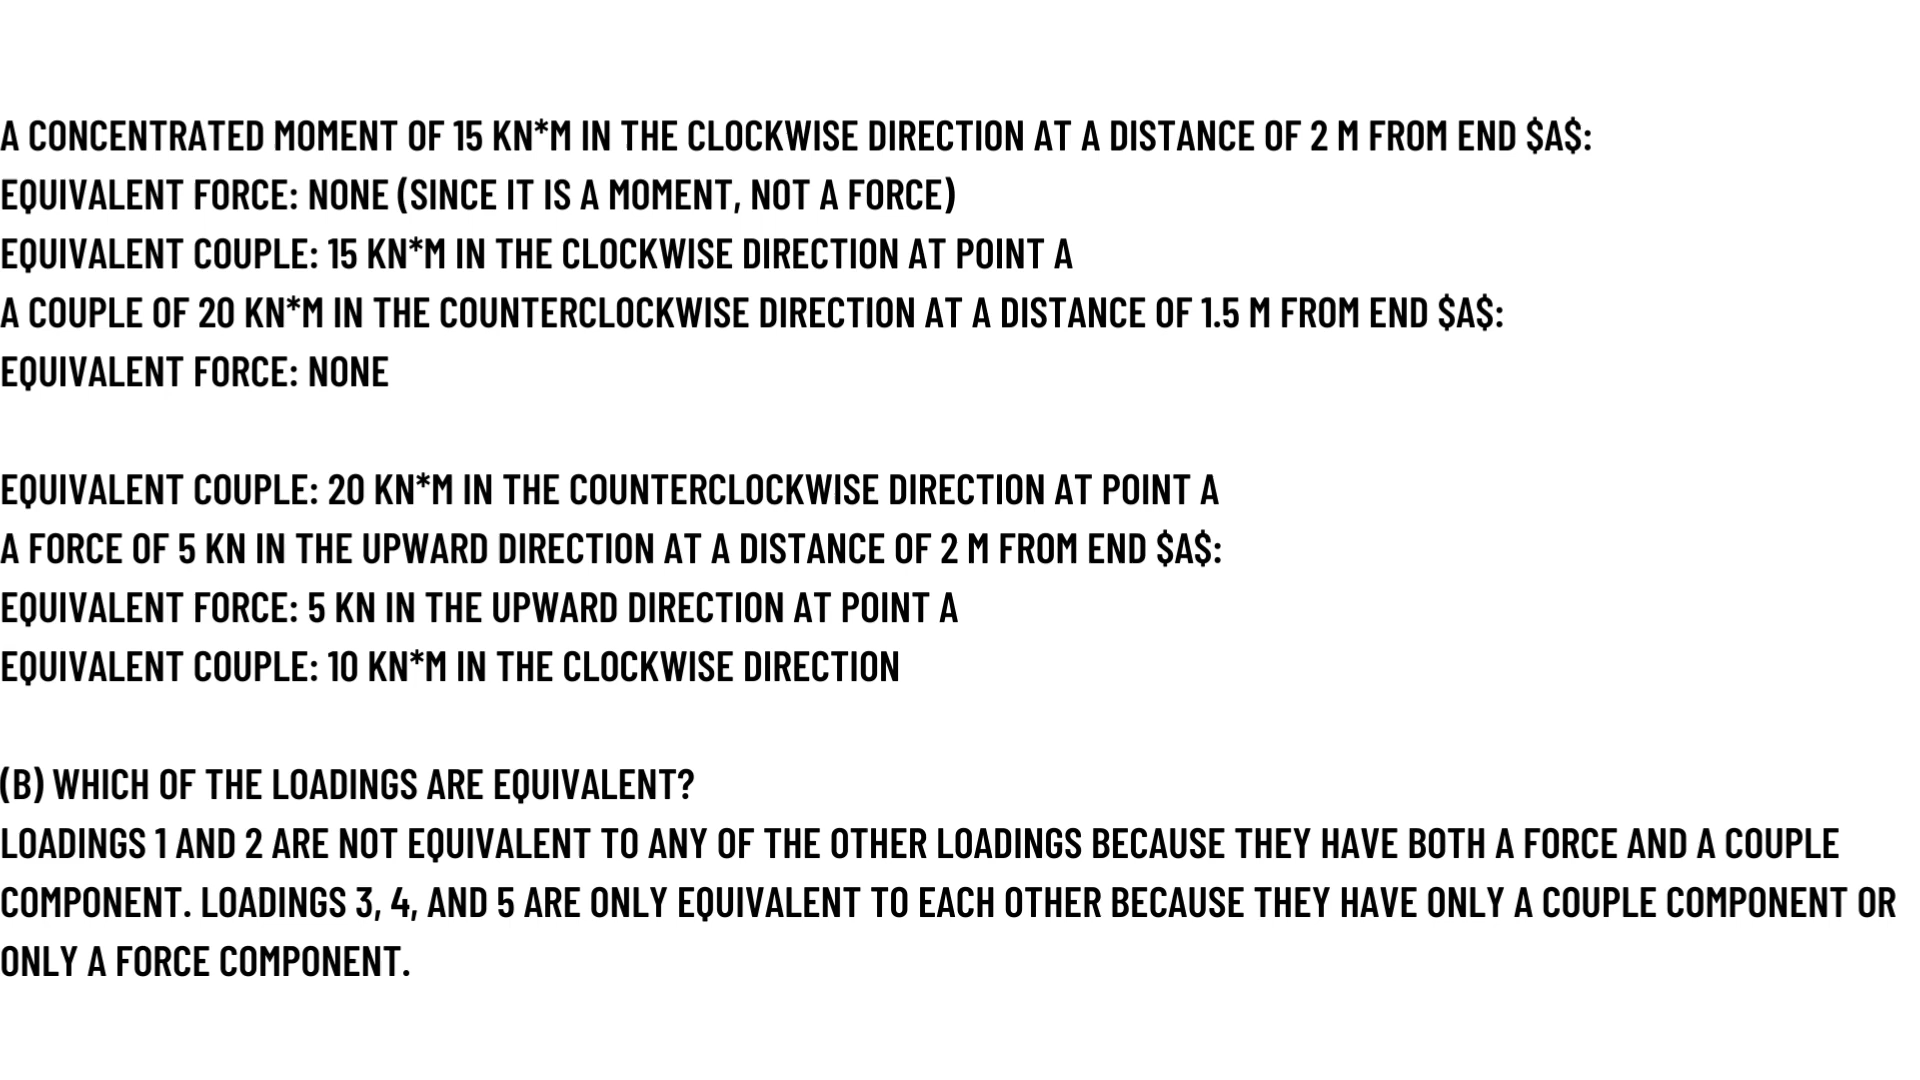 A CONCENTRATED MOMENT OF 15 KN*M IN THE CLOCKWISE DIRECTION AT A DISTANCE OF 2 M FROM END $A$:
EQUIVALENT FORCE: NONE (SINCE IT IS A MOMENT, NOT A FORCE)
EQUIVALENT COUPLE: 15 KN*M IN THE CLOCKWISE DIRECTION AT POINT A
A COUPLE OF 20 KN*M IN THE COUNTERCLOCKWISE DIRECTION AT A DISTANCE OF 1.5 M FROM END $A$:
EQUIVALENT FORCE: NONE
EQUIVALENT COUPLE: 20 KN*M IN THE COUNTERCLOCKWISE DIRECTION AT POINT A
A FORCE OF 5 KN IN THE UPWARD DIRECTION AT A DISTANCE OF 2 M FROM END $A$:
EQUIVALENT FORCE: 5 KN IN THE UPWARD DIRECTION AT POINT A
EQUIVALENT COUPLE: 10 KN*M IN THE CLOCKWISE DIRECTION
(B) WHICH OF THE LOADINGS ARE EQUIVALENT?
LOADINGS 1 AND 2 ARE NOT EQUIVALENT TO ANY OF THE OTHER LOADINGS BECAUSE THEY HAVE BOTH A FORCE AND A COUPLE
COMPONENT. LOADINGS 3, 4, AND 5 ARE ONLY EQUIVALENT TO EACH OTHER BECAUSE THEY HAVE ONLY A COUPLE COMPONENT OR
ONLY A FORCE COMPONENT.